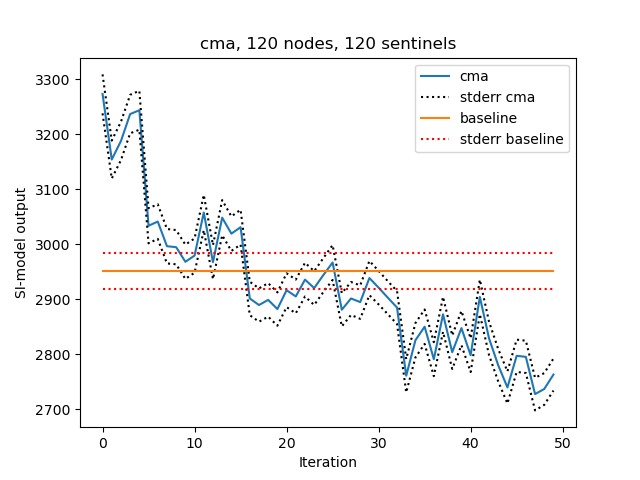 cma, 120 nodes, 120 sentinels
SI-model output
3300
3200
3100
3000
2900
2800
2700
cma
stderr cma
baseline
stderr baseline
0
10
20
30
40
50
Iteration